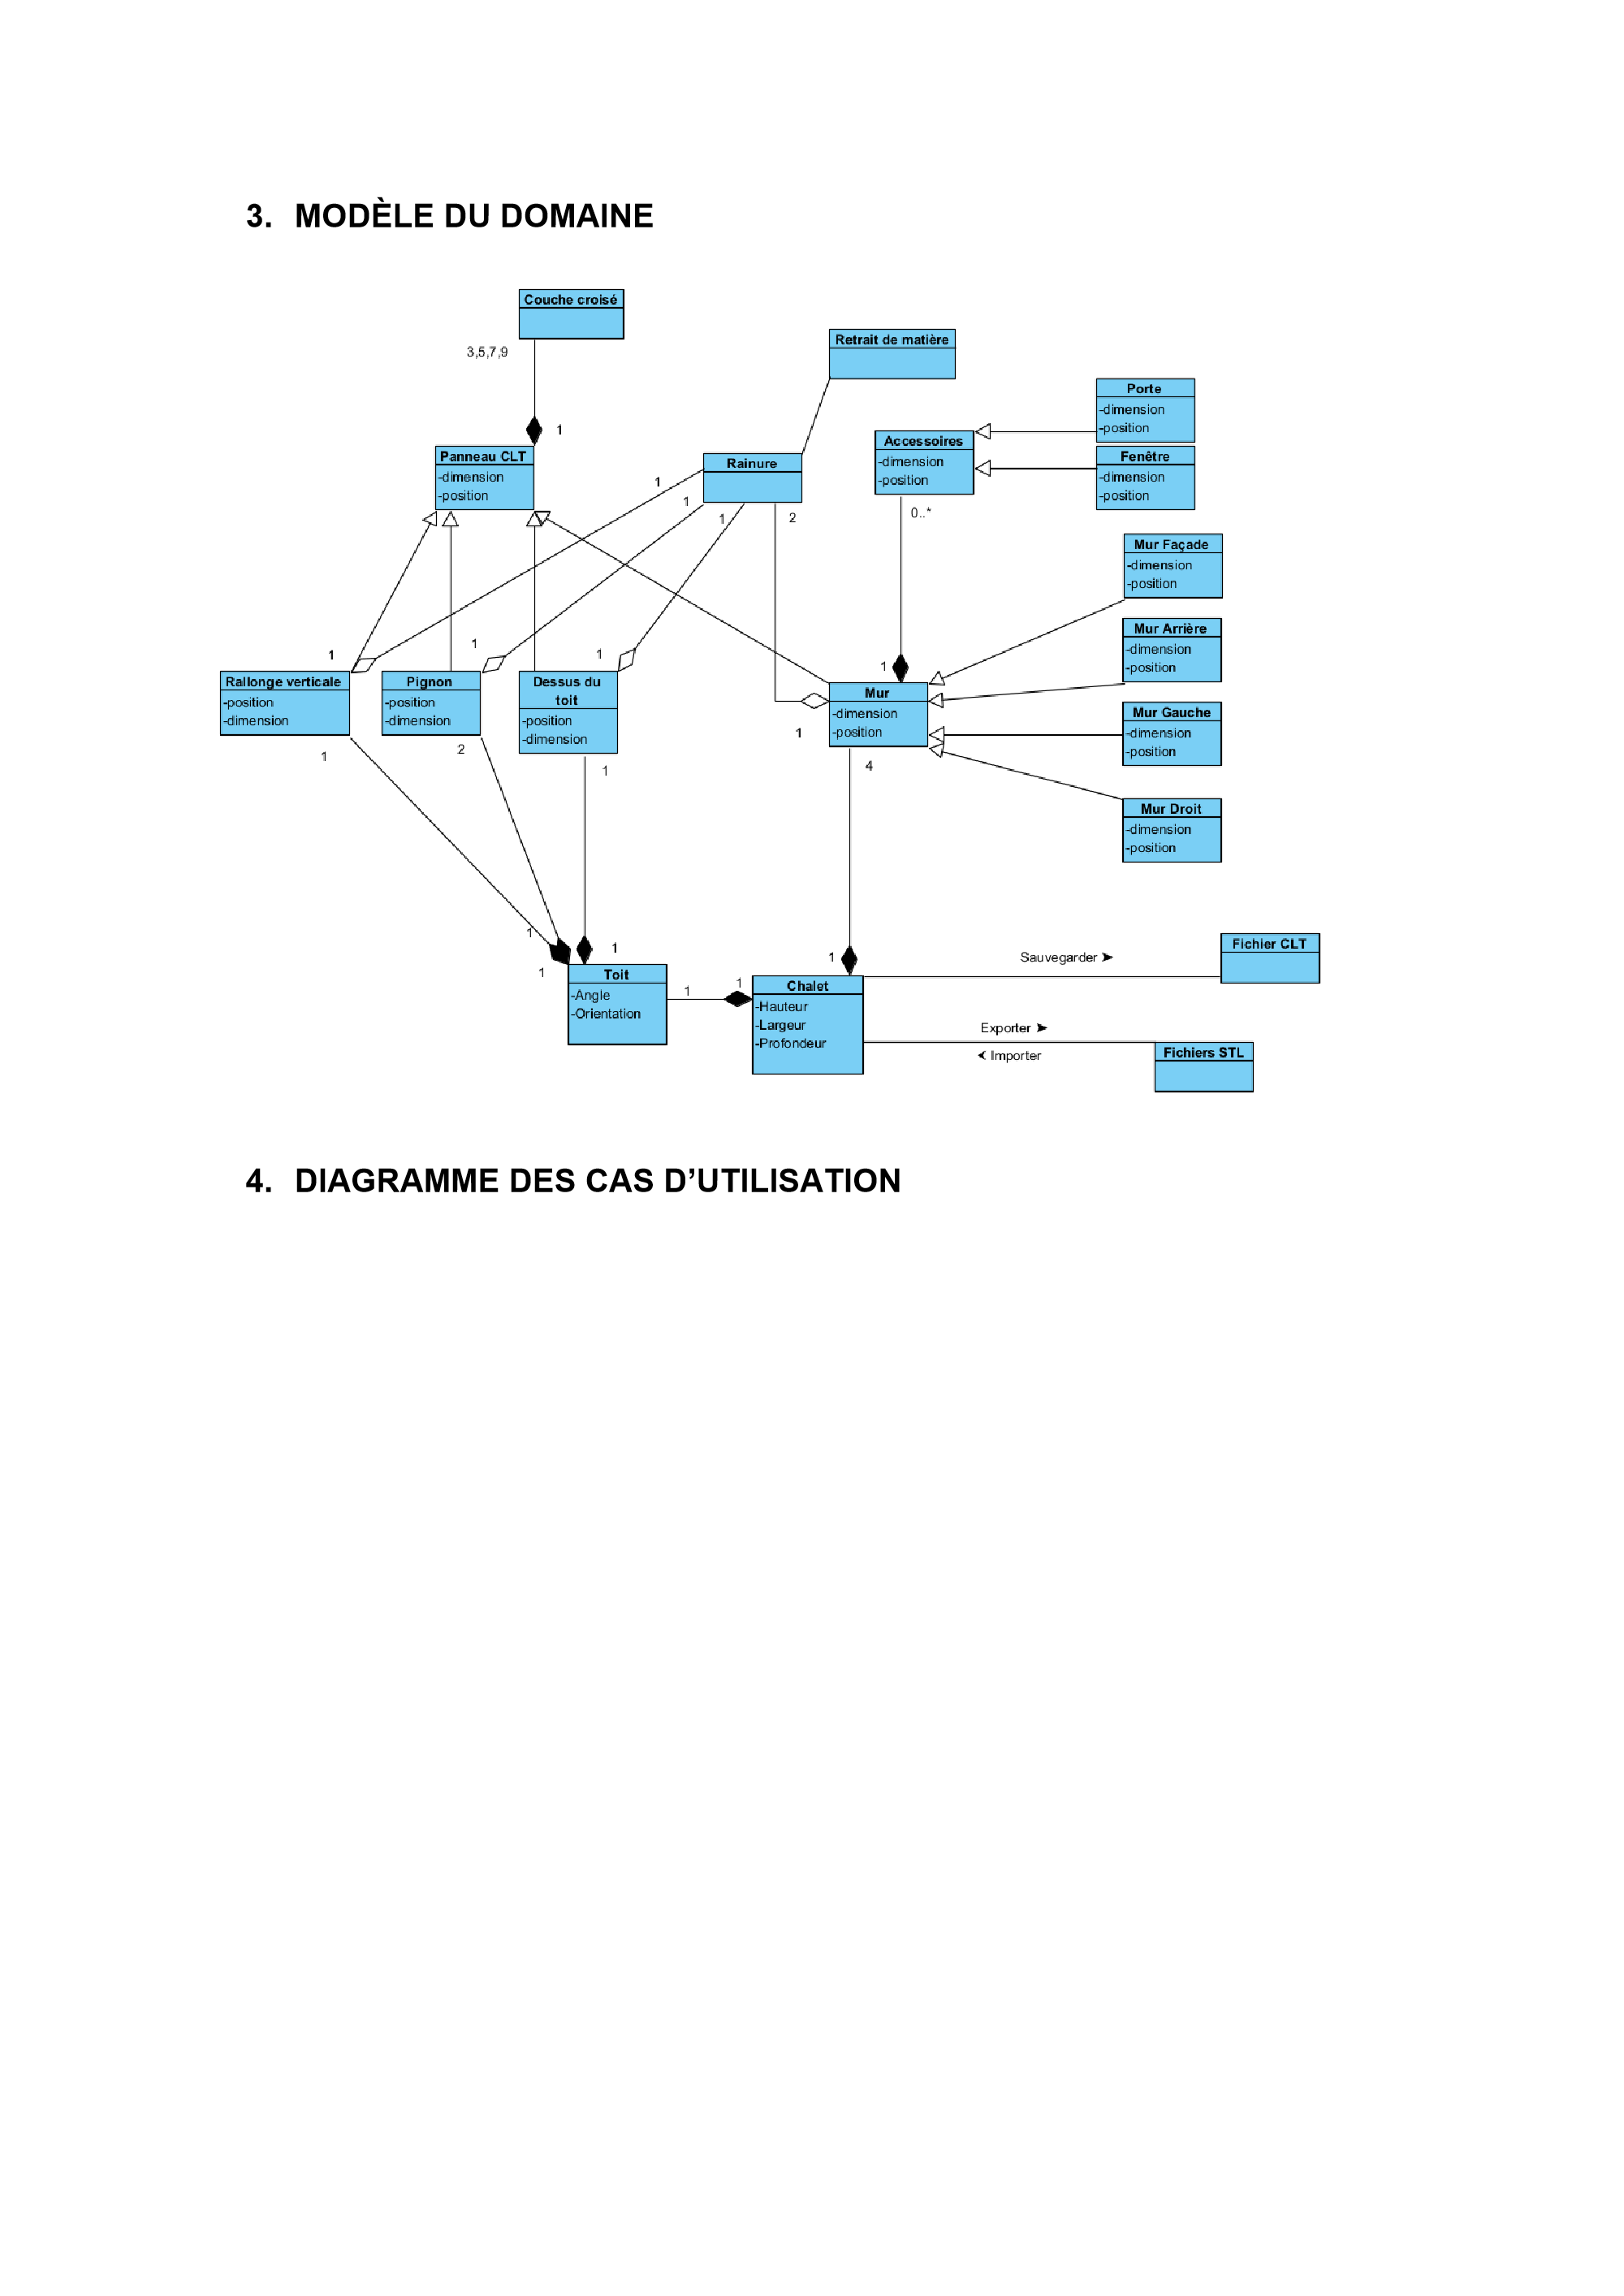 3. MODÈLE DU DOMAINE
Couche croisé
3,5,7,9
1
Retrait de matière
Porte
-dimension
-position
Accessoires
-dimension
-position
0..*
Fenêtre
-dimension
-position
Panneau CLT
-dimension
-position
Rainure
1
1
1
2
Mur Façade
-dimension
-position
Mur Arrière
-dimension
-position
Mur Gauche
-dimension
-position
Mur Droit
-dimension
-position
1
1
1
1
Rallonge verticale
-position
-dimension
1
Pignon
-position
-dimension
2
Dessus du
toit
-position
-dimension
1
Mur
-dimension
-position
1
4
1
1
1
Toit
-Angle
-Orientation
1
1
1
Chalet
-Hauteur
-Largeur
-Profondeur
Sauvegarder
Fichier CLT
Exporter
Importer
Fichiers STL
4. DIAGRAMME DES CAS D’UTILISATION